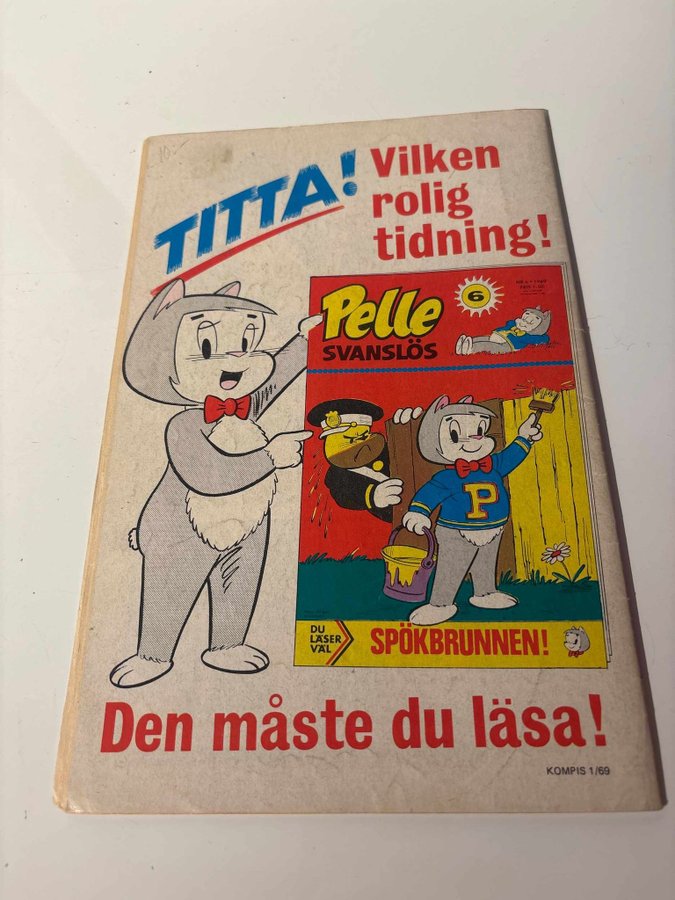 TITTA!
Vilken
rolig
tidning!
Pelle
SVANSLÖS
6
P
DU
LÄSER
VÄL
SPÖKBRUNNEN!
Den måste du läsa!
KOMPIS 1/69